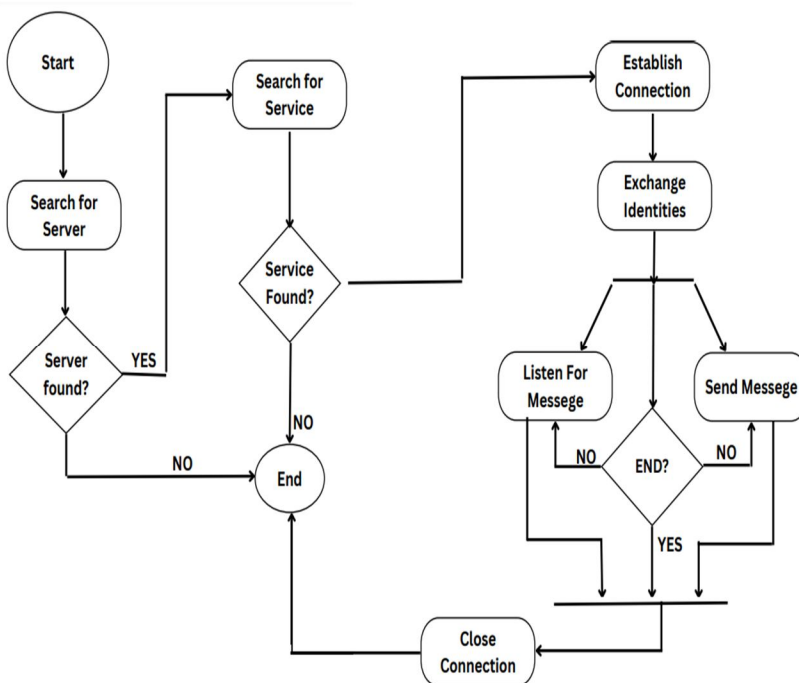 Start
Search for
Server
Server
found?
YES
NO
Search for
Service
Service
Found?
NO
End
Establish
Connection
Exchange
Identities
Listen For
Messege
Send Messege
END?
NO
NO
YES
Close
Connection